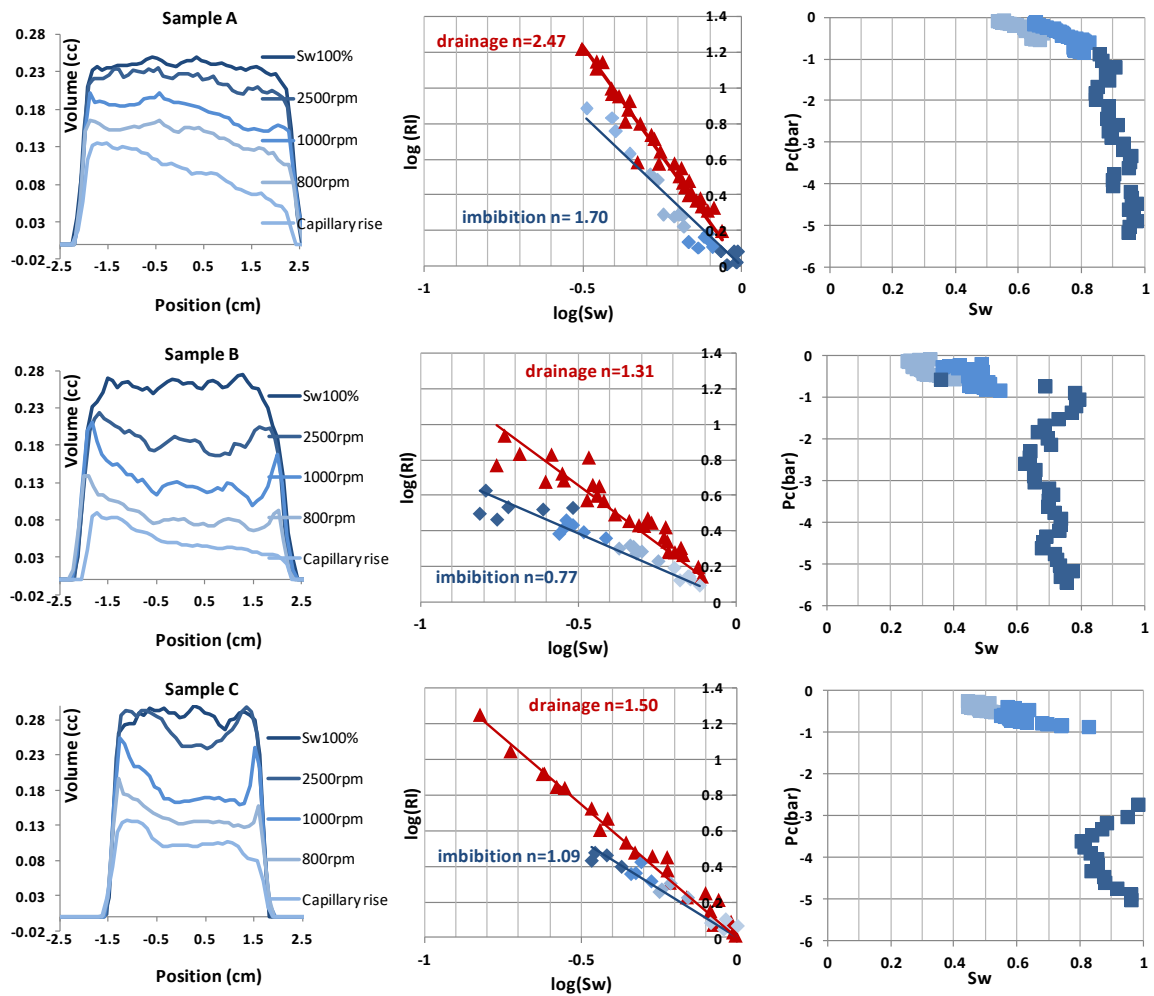 Sample A
0.28
0.23
0.18
0.13
0.08
0.03
-0.02
Volume (cc)
Sw100%
2500rpm
1000rpm
800rpm
Capillary rise
-2.5 -1.5 -0.5 0.5 1.5 2.5
Position (cm)
drainage n=2.47
imbibition n= 1.70
log (RI)
1.4
1.2
1
0.8
0.6
0.4
0.2
0
-1 -0.5 0
log(Sw)
Pc(bar)
0
-1
-2
-3
-4
-5
-6
0 0.2 0.4 0.6 0.8 1
Sw
Sample B
0.28
0.23
0.18
0.13
0.08
0.03
-0.02
Volume (cc)
Sw100%
2500rpm
1000rpm
800rpm
Capillary rise
-2.5 -1.5 -0.5 0.5 1.5 2.5
Position (cm)
drainage n=1.31
imbibition n=0.77
log(RI)
1.4
1.2
1
0.8
0.6
0.4
0.2
0
-1 -0.5 0
log(Sw)
Pc(bar)
0
-1
-2
-3
-4
-5
-6
0 0.2 0.4 0.6 0.8 1
Sw
Sample C
0.28
0.23
0.18
0.13
0.08
0.03
-0.02
Volume (cc)
Sw100%
2500rpm
1000rpm
800rpm
Capillary rise
-2.5 -1.5 -0.5 0.5 1.5 2.5
Position (cm)
drainage n=1.50
imbibition n=1.09
log(RI)
1.4
1.2
1
0.8
0.6
0.4
0.2
0
-1 -0.5 0
log(Sw)
Pc(bar)
0
-1
-2
-3
-4
-5
-6
0 0.2 0.4 0.6 0.8 1
Sw